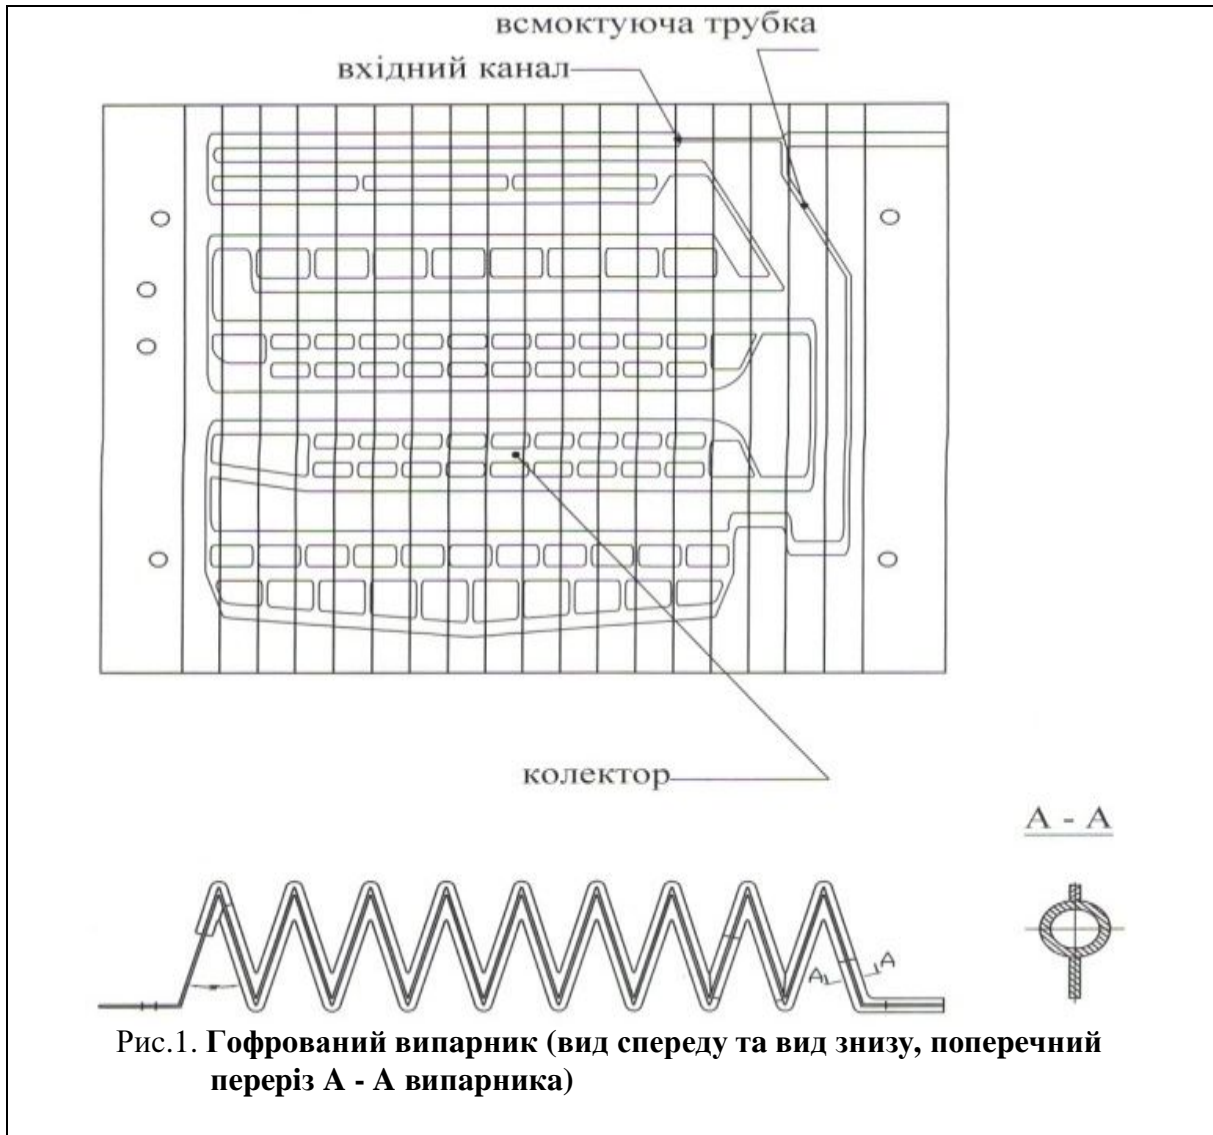 всмоктуюча трубка
вхідний канал
колектор
А - А
А
А
Рис.1. Гофрований випарник (вид спереду та вид знизу, поперечний
переріз А - А випарника)